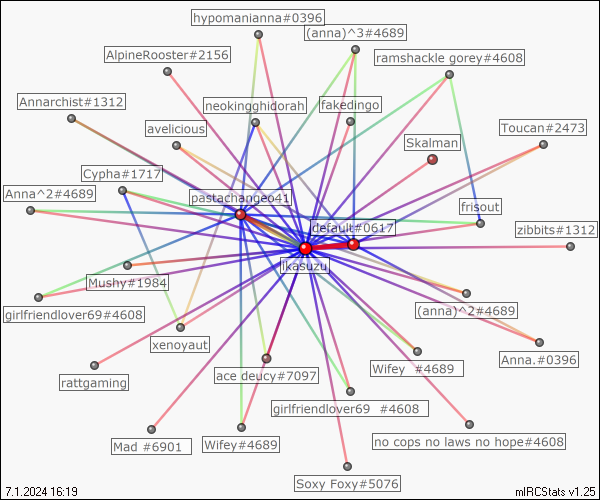 hypomanianna#0396
(anna)^3#4689
AlpineRooster#2156
ramshackle gorey#4608
Annarchist#1312
neokingghidorah
fakedingo
avelicious
Toucan#2473
Skalman
Cypha#1717
Anna^2#4689
pastachangeo41
frisout
default#0617
zibbits#1312
ikasuzu
Mushy#1984
girlfriendlover69#4608
(anna)^2#4689
xenoyaut
Anna.#0396
Wifey #4689
rattgaming
ace deucy#7097
girlfriendlover69 #4608
Mad #6901
Wifey#4689
no cops no laws no hope#4608
Soxy Foxy#5076
7.1.2024 16:19
mIRCStats v1.25